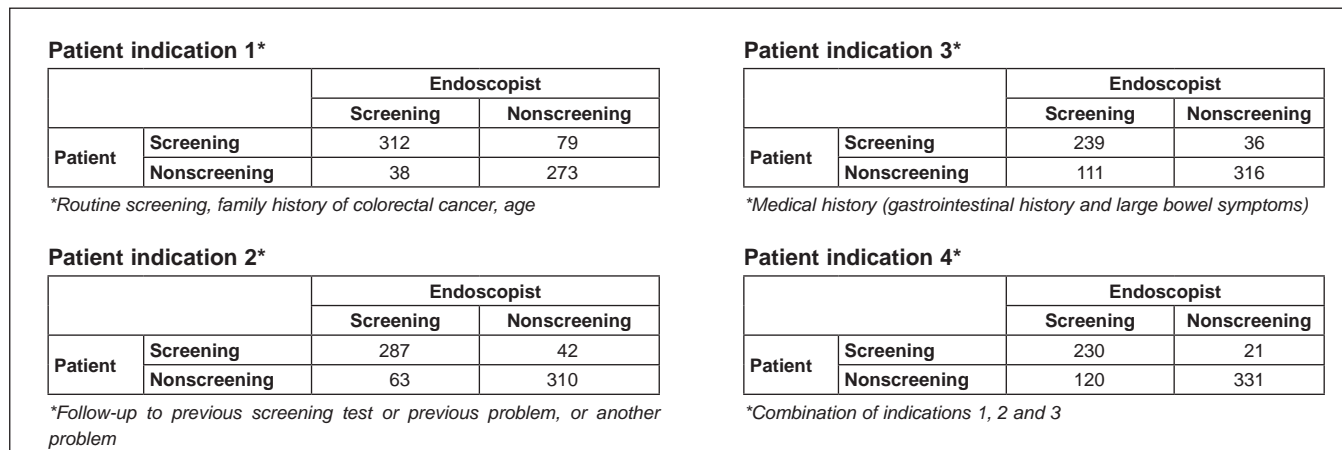 Patient indication 1*
Endoscopist
Screening Nonscreening
Patient Screening 312 79
Nonscreening 38 273
*Routine screening, family history of colorectal cancer, age
Patient indication 2*
Endoscopist
Screening Nonscreening
Patient Screening 287 42
Nonscreening 63 310
*Follow-up to previous screening test or previous problem, or another
problem
Patient indication 3*
Endoscopist
Screening Nonscreening
Patient Screening 239 36
Nonscreening 111 316
*Medical history (gastrointestinal history and large bowel symptoms)
Patient indication 4*
Endoscopist
Screening Nonscreening
Patient Screening 230 21
Nonscreening 120 331
*Combination of indications 1, 2 and 3